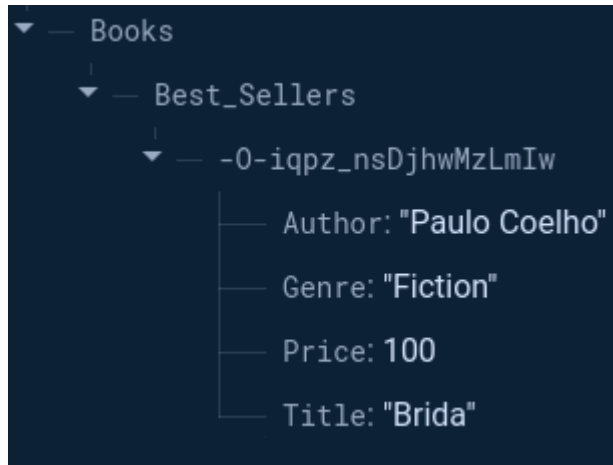 Books
Best_Sellers
-O-iqpz_nsDjhwMzLmIw
Author: "Paulo Coelho"
Genre: "Fiction"
Price: 100
Title: "Brida"